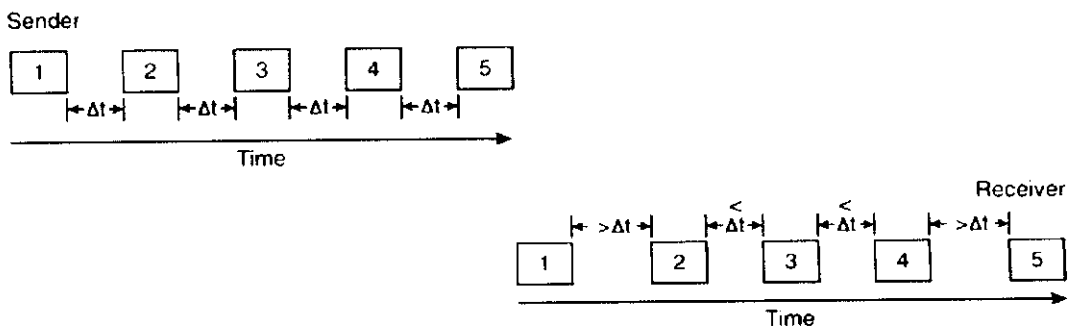 Sender
1 2 3 4 5
Δt Δt Δt Δt
Time
Receiver
< <
>Δt Δt Δt >Δt
1 2 3 4 5
Time